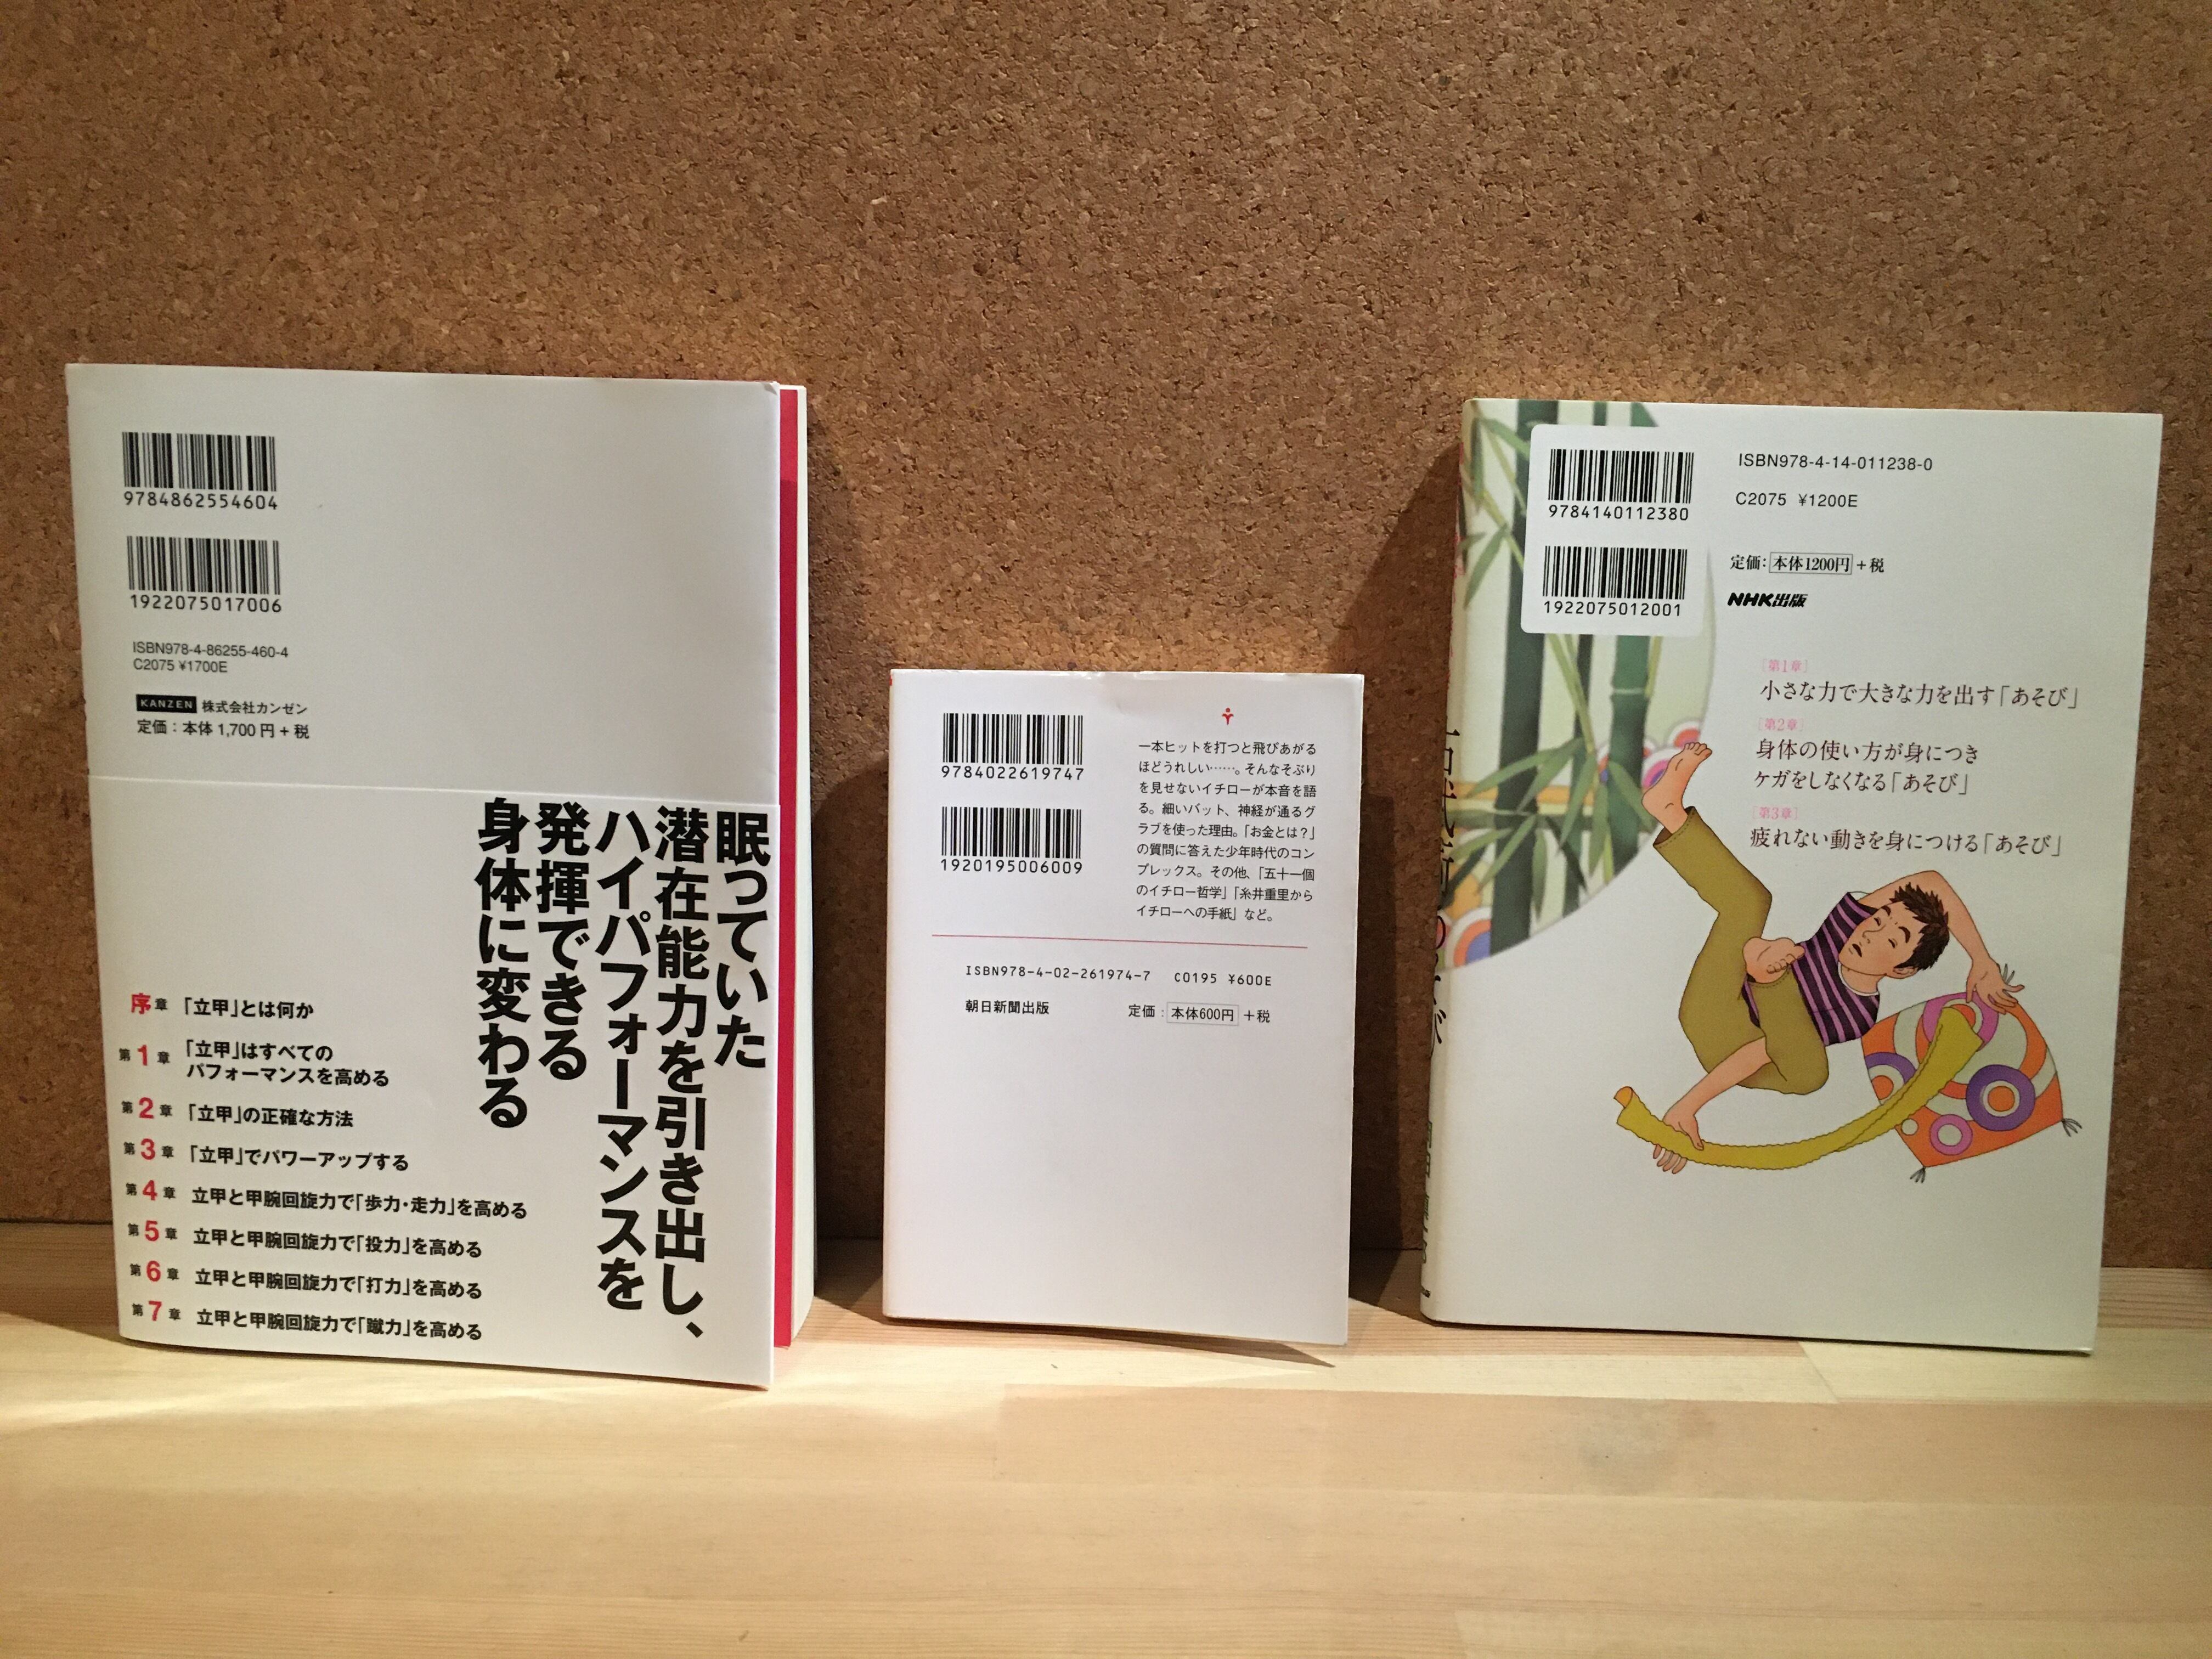 9784862554604
1922075017006
ISBN978-4-86255-460-4
C2075 ¥1700E
KANZEN 株式会社カンゼン
定価：本体1,700円+税
眠っていた
潜在能力を引き出し、
ハイパフォーマンスを
発揮できる
身体に変わる
序章 「立甲」とは何か
第1章 「立甲」はすべての
パフォーマンスを高める
第2章 「立甲」の正確な方法
第3章 「立甲」でパワーアップする
第4章 立甲と甲腕回旋力で「歩力・走力」を高める
第5章 立甲と甲腕回旋力で「投力」を高める
第6章 立甲と甲腕回旋力で「打力」を高める
第7章 立甲と甲腕回旋力で「蹴力」を高める
9784022619747
1920195006009
一本ヒットを打つと飛びあがる
ほどうれしい……。そんなそぶり
を見せないイチローが本音を語
る。細いバット、神経が通るグ
ラブを使った理由。「お金とは？」
の質問に答えた少年時代のコン
プレックス。その他、「五十一個
のイチロー哲学」「糸井重里から
イチローへの手紙」など。
ISBN978-4-02-261974-7 C0195 ¥600E
朝日新聞出版 定価：本体600円+税
9784140112380
1922075012001
ISBN978-4-14-011238-0
C2075 ¥1200E
定価：本体1200円+税
NHK出版
［第1章］
小さな力で大きな力を出す「あそび」
［第2章］
身体の使い方が身につき
ケガをしなくなる「あそび」
［第3章］
疲れない動きを身につける「あそび」